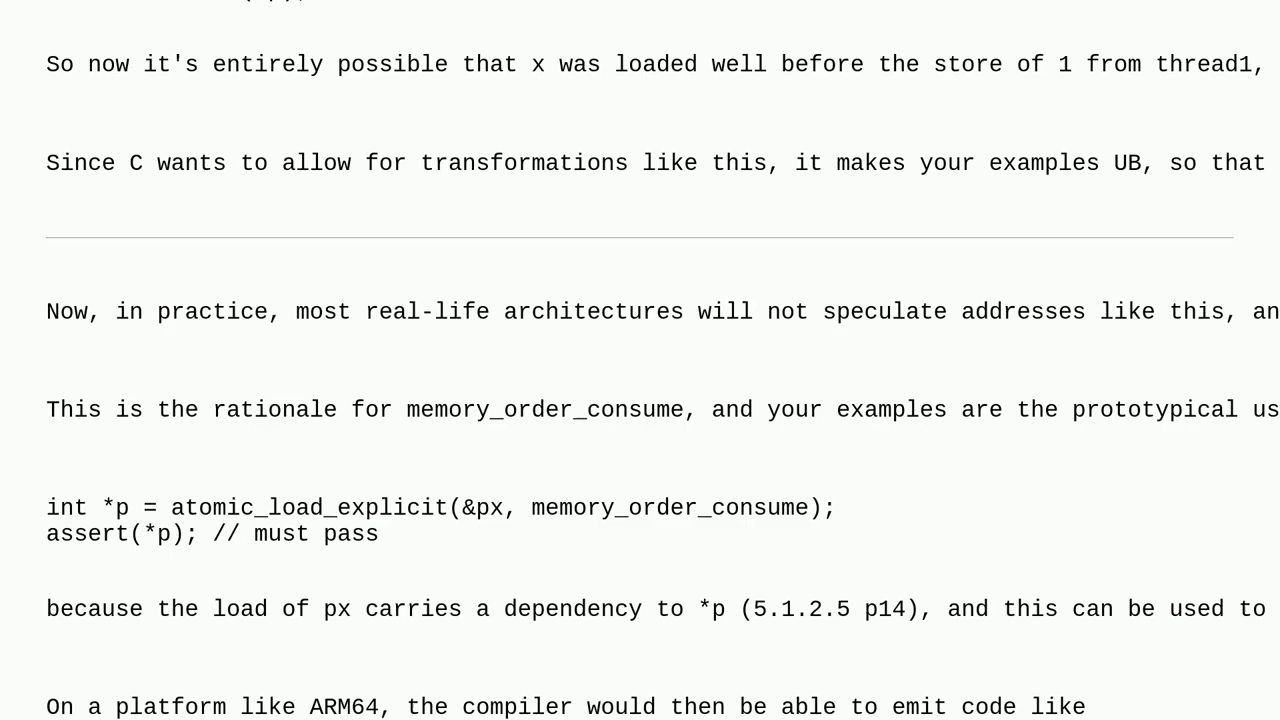 So now it's entirely possible that x was loaded well before the store of 1 from thread1,
Since C wants to allow for transformations like this, it makes your examples UB, so that
Now, in practice, most real-life architectures will not speculate addresses like this, an
This is the rationale for memory_order_consume, and your examples are the prototypical us
int *p = atomic_load_explicit(&px, memory_order_consume);
assert(*p); // must pass
because the load of px carries a dependency to *p (5.1.2.5 p14), and this can be used to
On a platform like ARM64, the compiler would then be able to emit code like